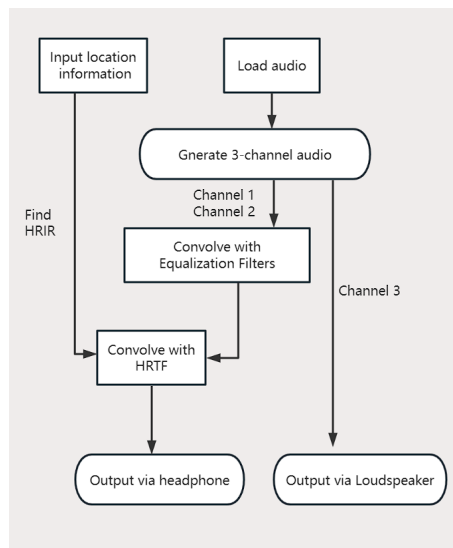 Input location
information
Load audio
Gnerate 3-channel audio
Channel 1
Channel 2
Find
HRIR
Convolve with
Equalization Filters
Channel 3
Convolve with
HRTF
Output via headphone
Output via Loudspeaker